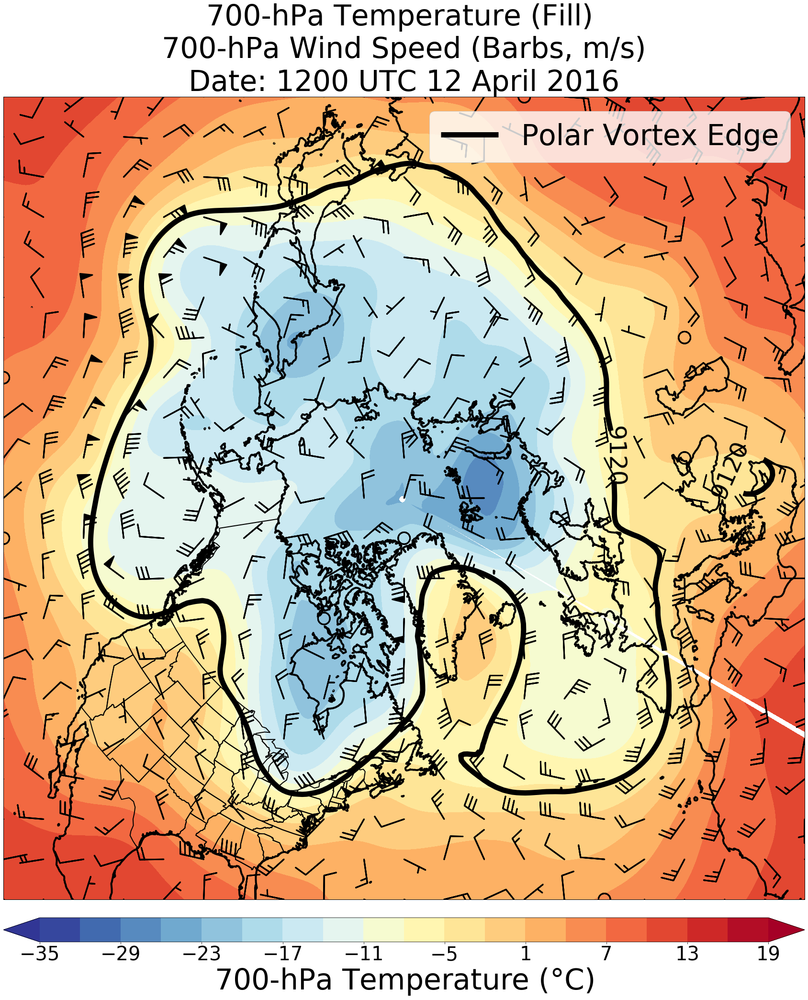 700-hPa Temperature (Fill)
700-hPa Wind Speed (Barbs, m/s)
Date: 1200 UTC 12 April 2016
Polar Vortex Edge
9120
9120
−35 −29 −23 −17 −11 −5 1 7 13 19
700-hPa Temperature (°C)